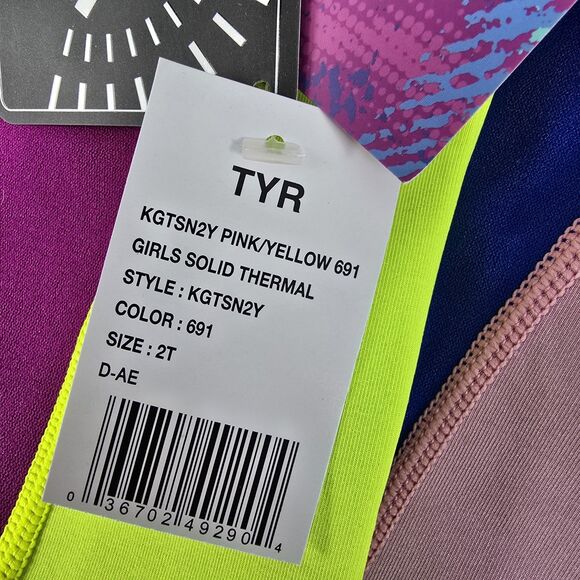 TYR
KGTSN2Y PINK/YELLOW 691
GIRLS SOLID THERMAL
STYLE : KGTSN2Y
COLOR : 691
SIZE : 2T
D-AE
0 36702 49290 4